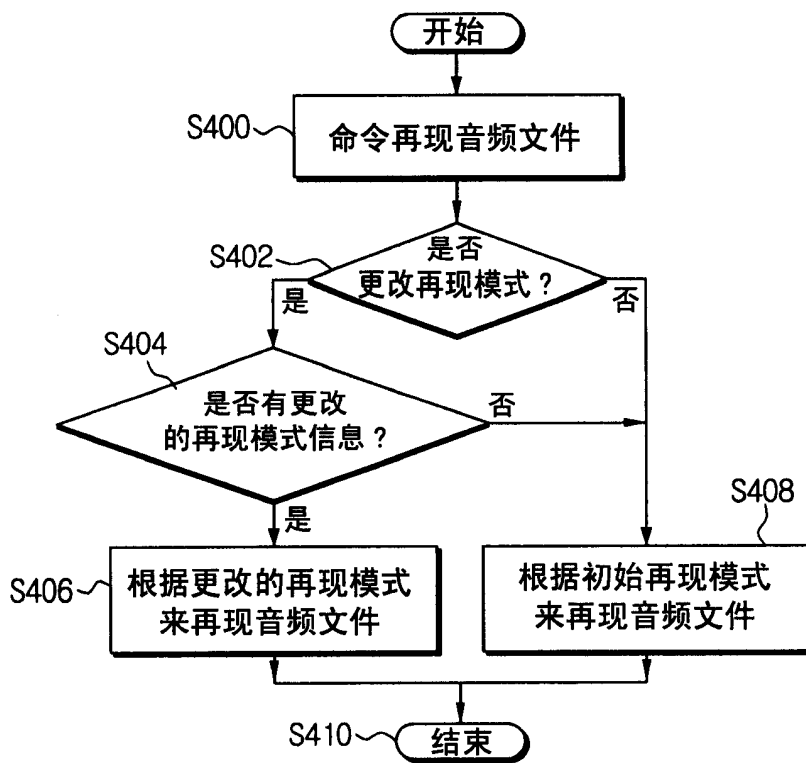 开始
S400
命令再现音频文件
S402
是否
更改再现模式？
是
否
S404
是否有更改
的再现模式信息？
否
是
S408
S406
根据更改的再现模式
来再现音频文件
根据初始再现模式
来再现音频文件
S410
结束